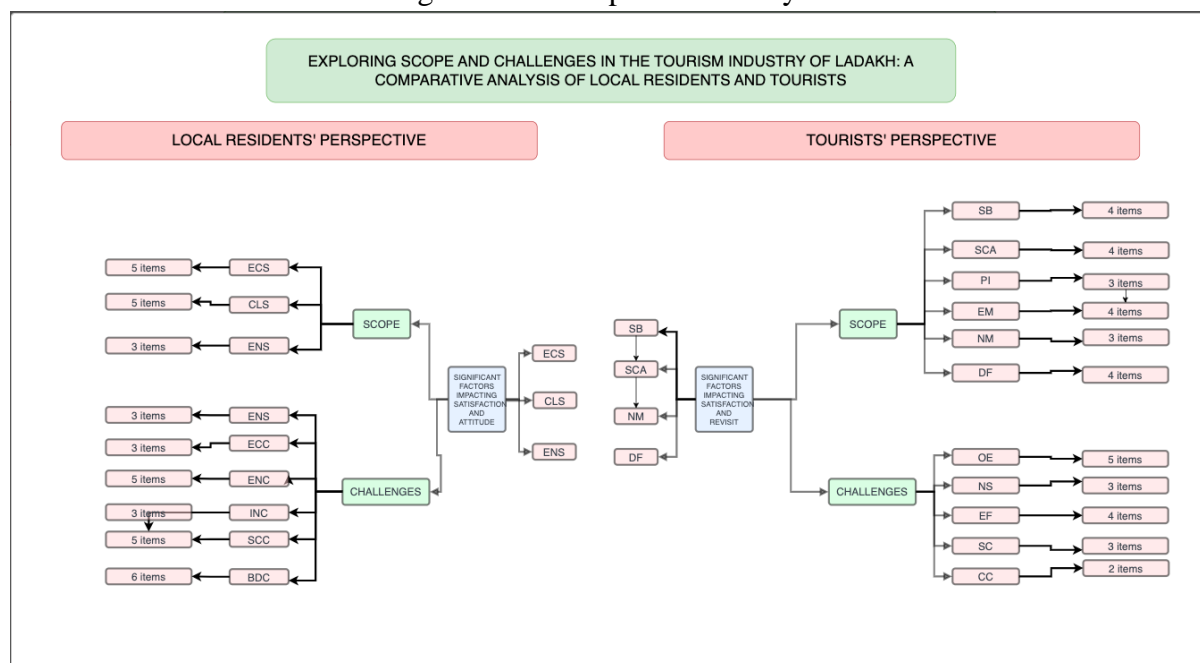 EXPLORING SCOPE AND CHALLENGES IN THE TOURISM INDUSTRY OF LADAKH: A
COMPARATIVE ANALYSIS OF LOCAL RESIDENTS AND TOURISTS
LOCAL RESIDENTS' PERSPECTIVE
5 items
ECS
5 items
CLS
3 items
ENS
SCOPE
3 items
ENS
3 items
ECC
5 items
ENC
3 items
INC
5 items
SCC
6 items
BDC
CHALLENGES
SIGNIFICANT
FACTORS
IMPACTING
SATISFACTION
AND
ATTITUDE
ECS
CLS
ENS
TOURISTS' PERSPECTIVE
SB
SCA
NM
DF
SIGNIFICANT
FACTORS
IMPACTING
SATISFACTION
AND
REVISIT
SCOPE
SB
4 items
SCA
4 items
PI
3 items
EM
4 items
NM
3 items
DF
4 items
CHALLENGES
OE
5 items
NS
3 items
EF
4 items
SC
3 items
CC
2 items